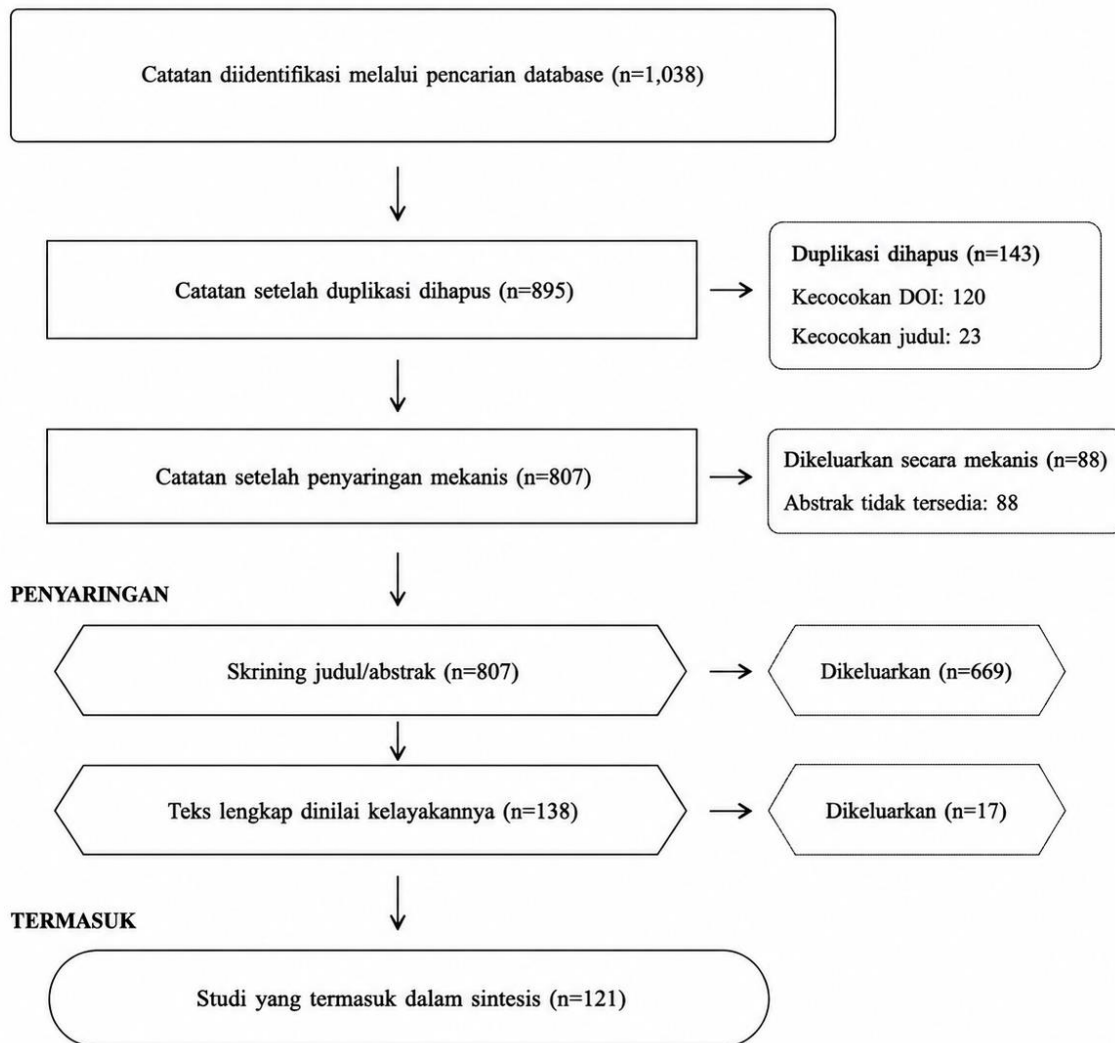 Catatan diidentifikasi melalui pencarian database (n=1,038)
Catatan setelah duplikasi dihapus (n=895)
Duplikasi dihapus (n=143)
Kecocokan DOI: 120
Kecocokan judul: 23
Catatan setelah penyaringan mekanis (n=807)
Dikeluarkan secara mekanis (n=88)
Abstrak tidak tersedia: 88
PENYARINGAN
Skrining judul/abstrak (n=807)
Dikeluarkan (n=669)
Teks lengkap dinilai kelayakannya (n=138)
Dikeluarkan (n=17)
TERMASUK
Studi yang termasuk dalam sintesis (n=121)